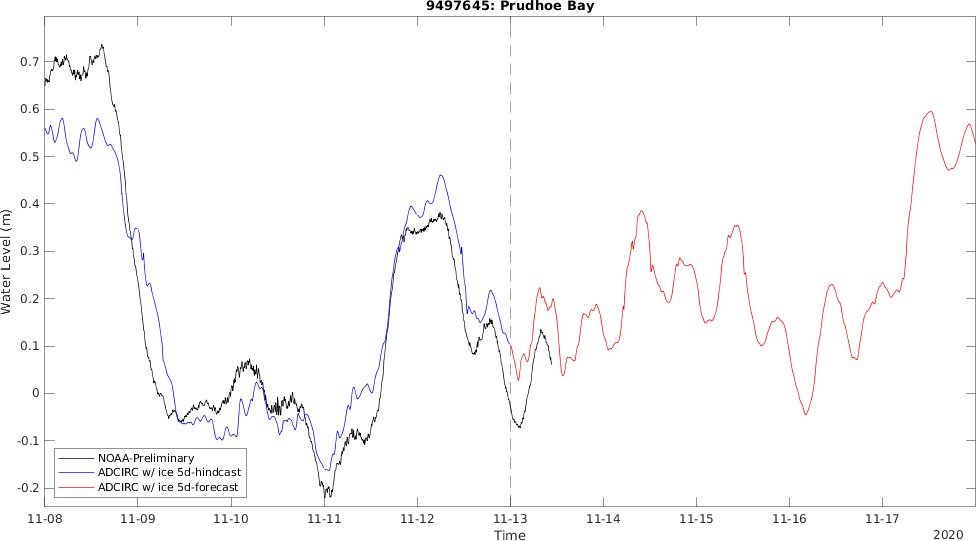 9497645: Prudhoe Bay
0.7
0.6
0.5
0.4
0.3
0.2
0.1
0
-0.1
-0.2
Water Level (m)
NOAA-Preliminary
ADCIRC w/ ice 5d-hindcast
ADCIRC w/ ice 5d-forecast
11-08 11-09 11-10 11-11 11-12 11-13 11-14 11-15 11-16 11-17
Time
2020